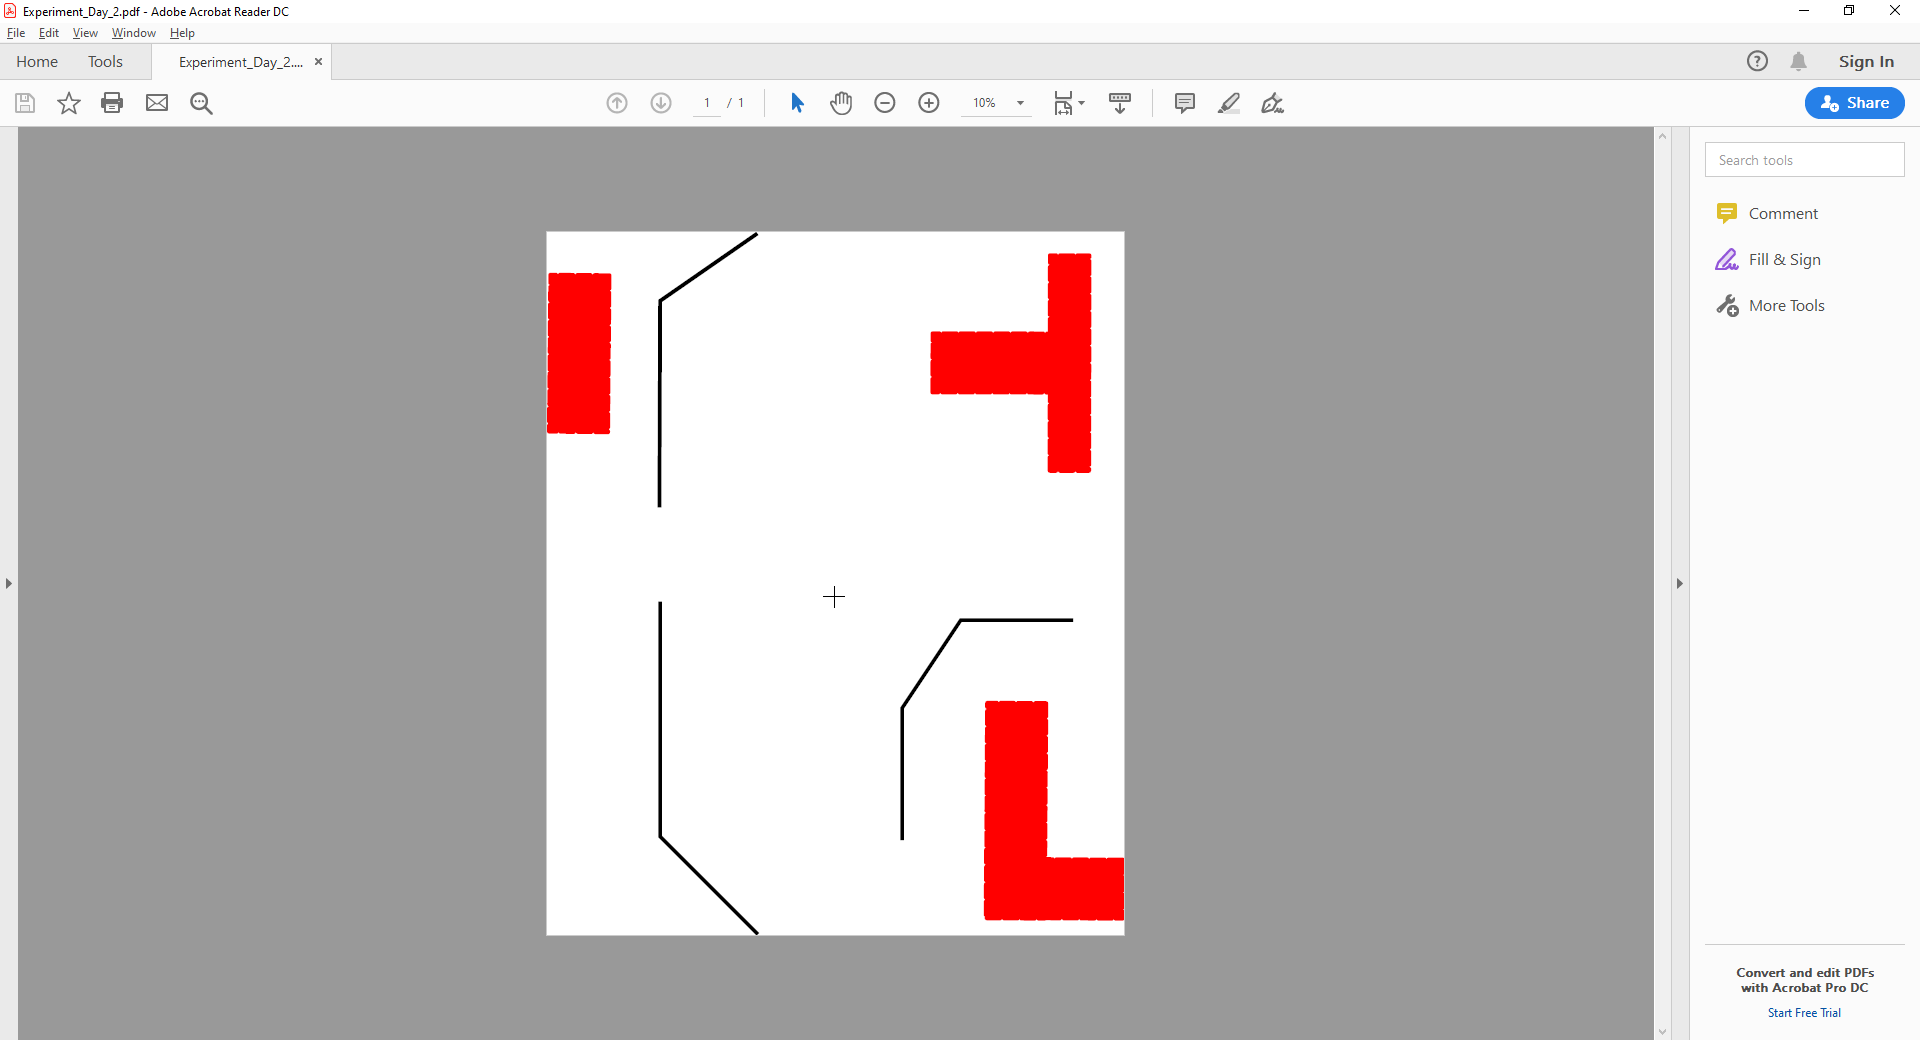 Experiment_Day_2.pdf - Adobe Acrobat Reader DC
File Edit View Window Help
Home Tools Experiment_Day_2.... ×
? Sign In
1 / 1 10% Share
Search tools
Comment
Fill & Sign
More Tools
Convert and edit PDFs
with Acrobat Pro DC
Start Free Trial